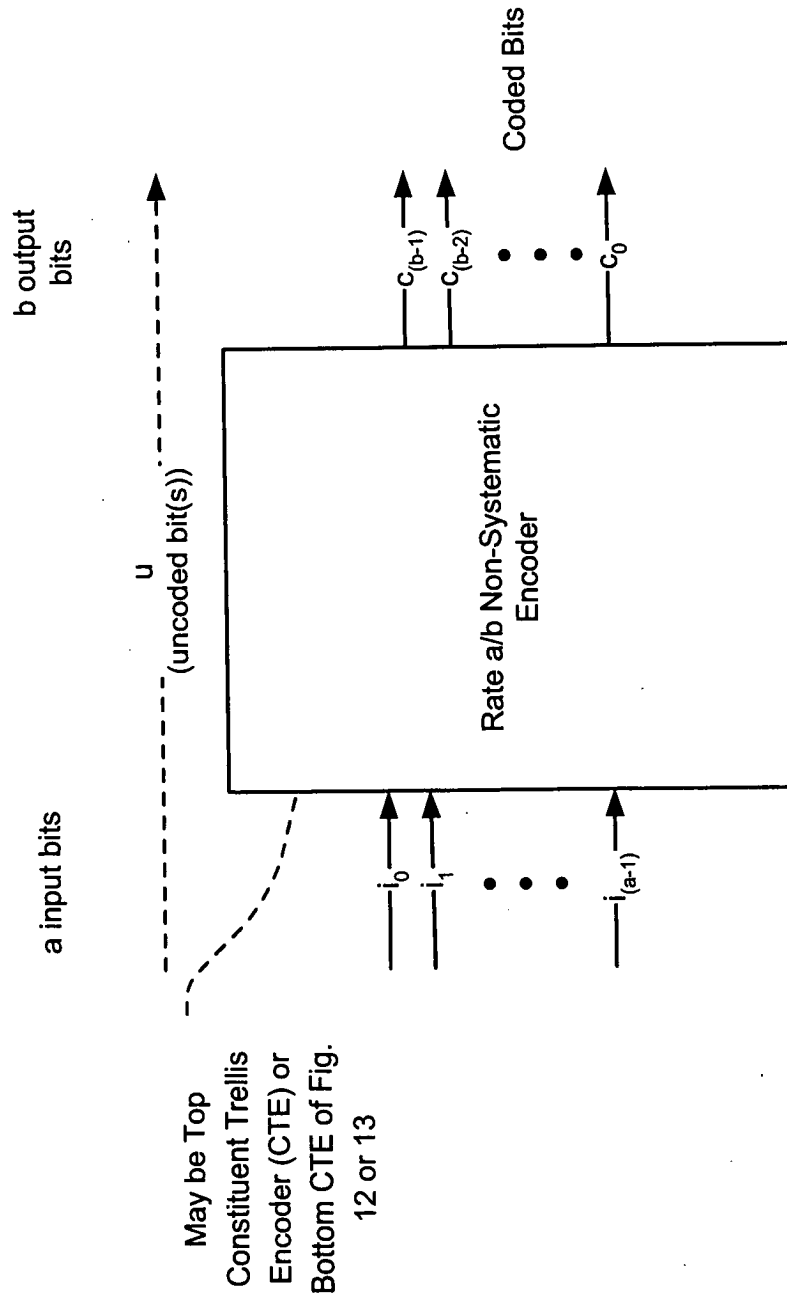 a input bits
b output
bits
u
(uncoded bit(s))
May be Top
Constituent Trellis
Encoder (CTE) or
Bottom CTE of Fig.
12 or 13
i0
i1
i(a-1)
Rate a/b Non-Systematic
Encoder
c(b-1)
c(b-2)
c0
Coded Bits